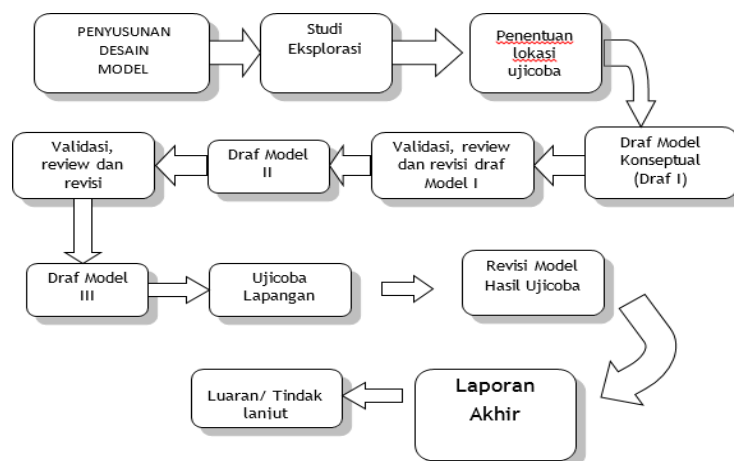 PENYUSUNAN
DESAIN
MODEL
Studi
Eksplorasi
Penentuan
lokasi
ujicoba
Draf Model
Konseptual
(Draf I)
Validasi, review
dan revisi draf
Model I
Draf Model
II
Validasi,
review dan
revisi
Draf Model
III
Ujicoba
Lapangan
Revisi Model
Hasil Ujicoba
Laporan
Akhir
Luaran/ Tindak
lanjut